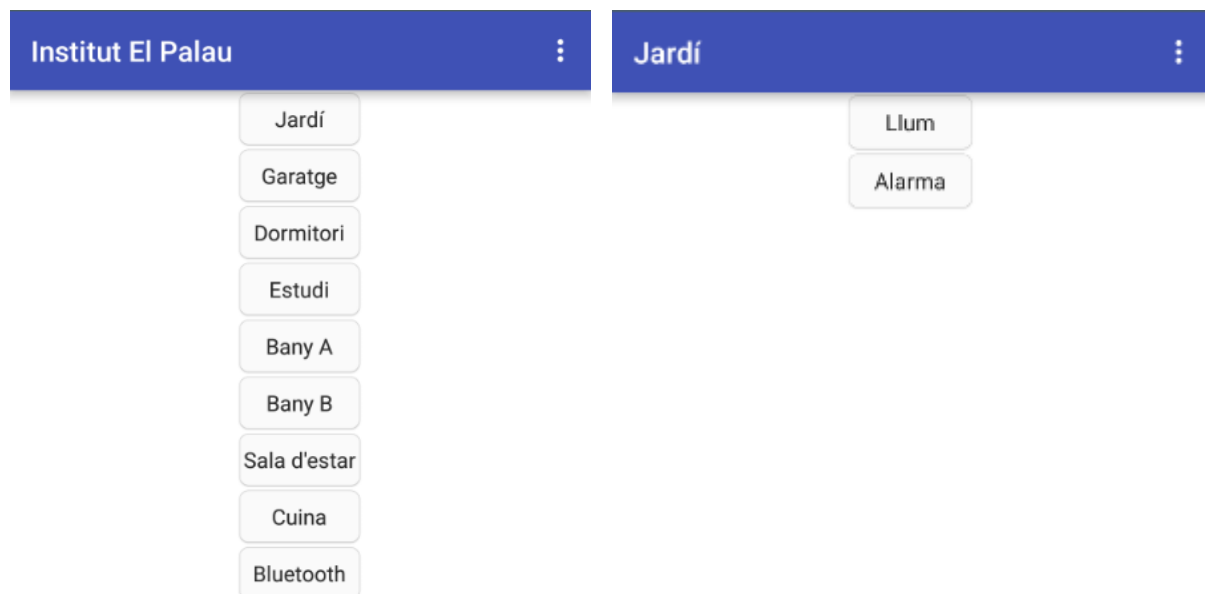 Institut El Palau
Jardí
Garatge
Dormitori
Estudi
Bany A
Bany B
Sala d'estar
Cuina
Bluetooth
Jardí
Llum
Alarma